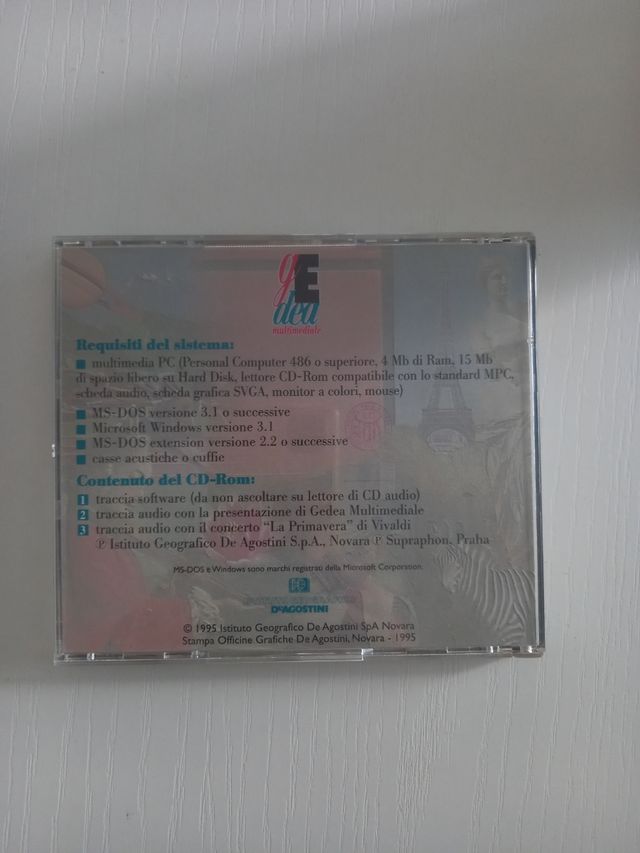 gEdea
multimediale
Requisiti del sistema:
multimedia PC (Personal Computer 486 o superiore, 4 Mb di Ram, 15 Mb
di spazio libero su Hard Disk, lettore CD-Rom compatibile con lo standard MPC,
scheda audio, scheda grafica SVGA, monitor a colori, mouse)
MS-DOS versione 3.1 o successive
Microsoft Windows versione 3.1
MS-DOS extension versione 2.2 o successive
casse acustiche o cuffie
Contenuto del CD-Rom:
1 traccia software (da non ascoltare su lettore di CD audio)
2 traccia audio con la presentazione di Gedea Multimediale
3 traccia audio con il concerto “La Primavera” di Vivaldi
℗ Istituto Geografico De Agostini S.p.A., Novara ℗ Supraphon, Praha
MS-DOS e Windows sono marchi registrati della Microsoft Corporation.
ISTITUTO GEOGRAFICO
DEAGOSTINI
© 1995 Istituto Geografico De Agostini SpA Novara
Stampa Officine Grafiche De Agostini, Novara - 1995